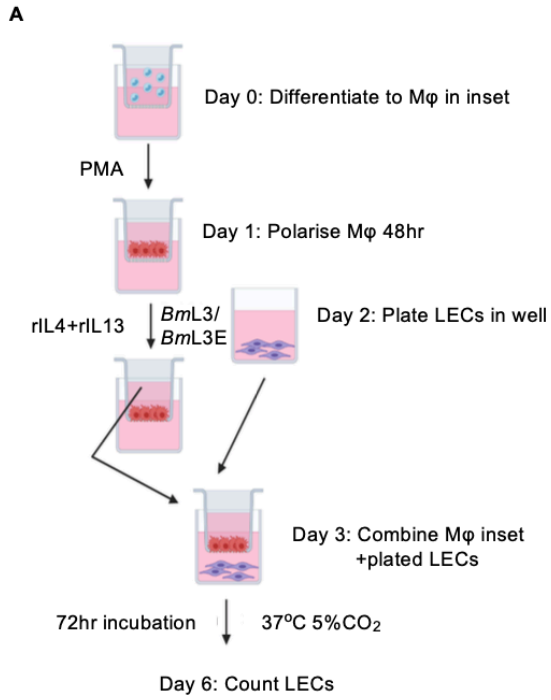 A
Day 0: Differentiate to Mφ in inset
PMA
Day 1: Polarise Mφ 48hr
rIL4+rIL13
BmL3/
BmL3E
Day 2: Plate LECs in well
Day 3: Combine Mφ inset
+plated LECs
72hr incubation
37⁰C 5%CO₂
Day 6: Count LECs